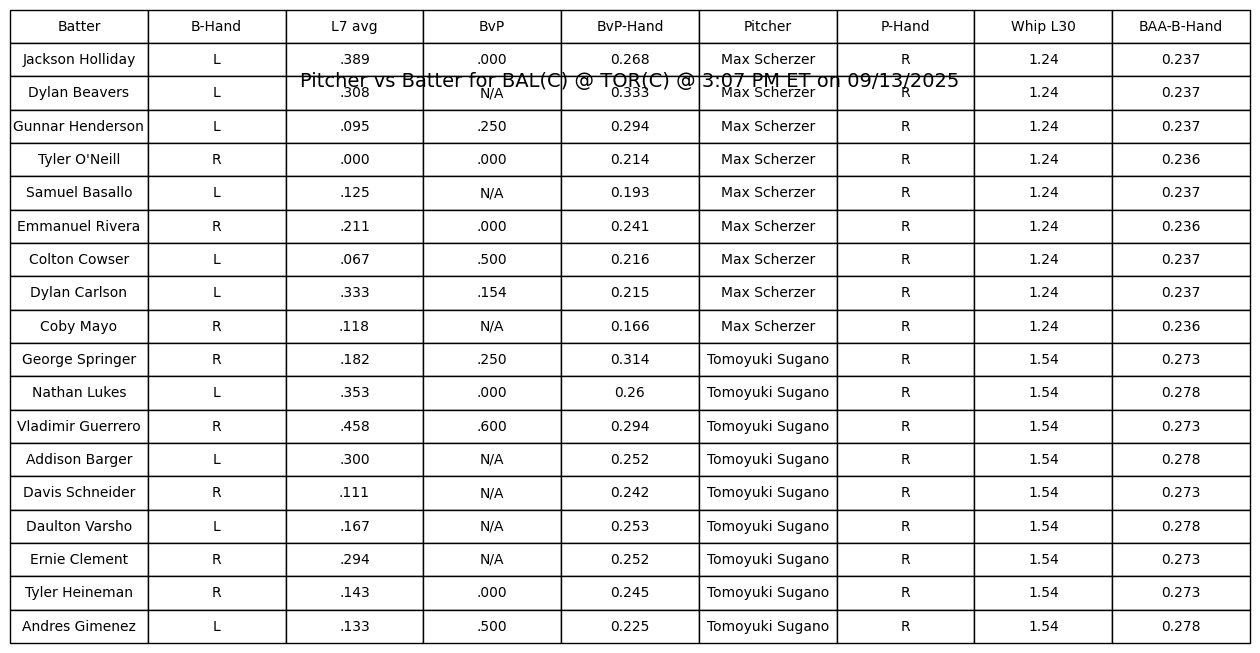 Batter B-Hand L7 avg BvP BvP-Hand Pitcher P-Hand Whip L30 BAA-B-Hand
Jackson Holliday L .389 .000 0.268 Max Scherzer R 1.24 0.237
Pitcher vs Batter for BAL(C) @ TOR(C) @ 3:07 PM ET on 09/13/2025
Dylan Beavers L .308 N/A 0.333 Max Scherzer R 1.24 0.237
Gunnar Henderson L .095 .250 0.294 Max Scherzer R 1.24 0.237
Tyler O'Neill R .000 .000 0.214 Max Scherzer R 1.24 0.236
Samuel Basallo L .125 N/A 0.193 Max Scherzer R 1.24 0.237
Emmanuel Rivera R .211 .000 0.241 Max Scherzer R 1.24 0.236
Colton Cowser L .067 .500 0.216 Max Scherzer R 1.24 0.237
Dylan Carlson L .333 .154 0.215 Max Scherzer R 1.24 0.237
Coby Mayo R .118 N/A 0.166 Max Scherzer R 1.24 0.236
George Springer R .182 .250 0.314 Tomoyuki Sugano R 1.54 0.273
Nathan Lukes L .353 .000 0.26 Tomoyuki Sugano R 1.54 0.278
Vladimir Guerrero R .458 .600 0.294 Tomoyuki Sugano R 1.54 0.273
Addison Barger L .300 N/A 0.252 Tomoyuki Sugano R 1.54 0.278
Davis Schneider R .111 N/A 0.242 Tomoyuki Sugano R 1.54 0.273
Daulton Varsho L .167 N/A 0.253 Tomoyuki Sugano R 1.54 0.278
Ernie Clement R .294 N/A 0.252 Tomoyuki Sugano R 1.54 0.273
Tyler Heineman R .143 .000 0.245 Tomoyuki Sugano R 1.54 0.273
Andres Gimenez L .133 .500 0.225 Tomoyuki Sugano R 1.54 0.278